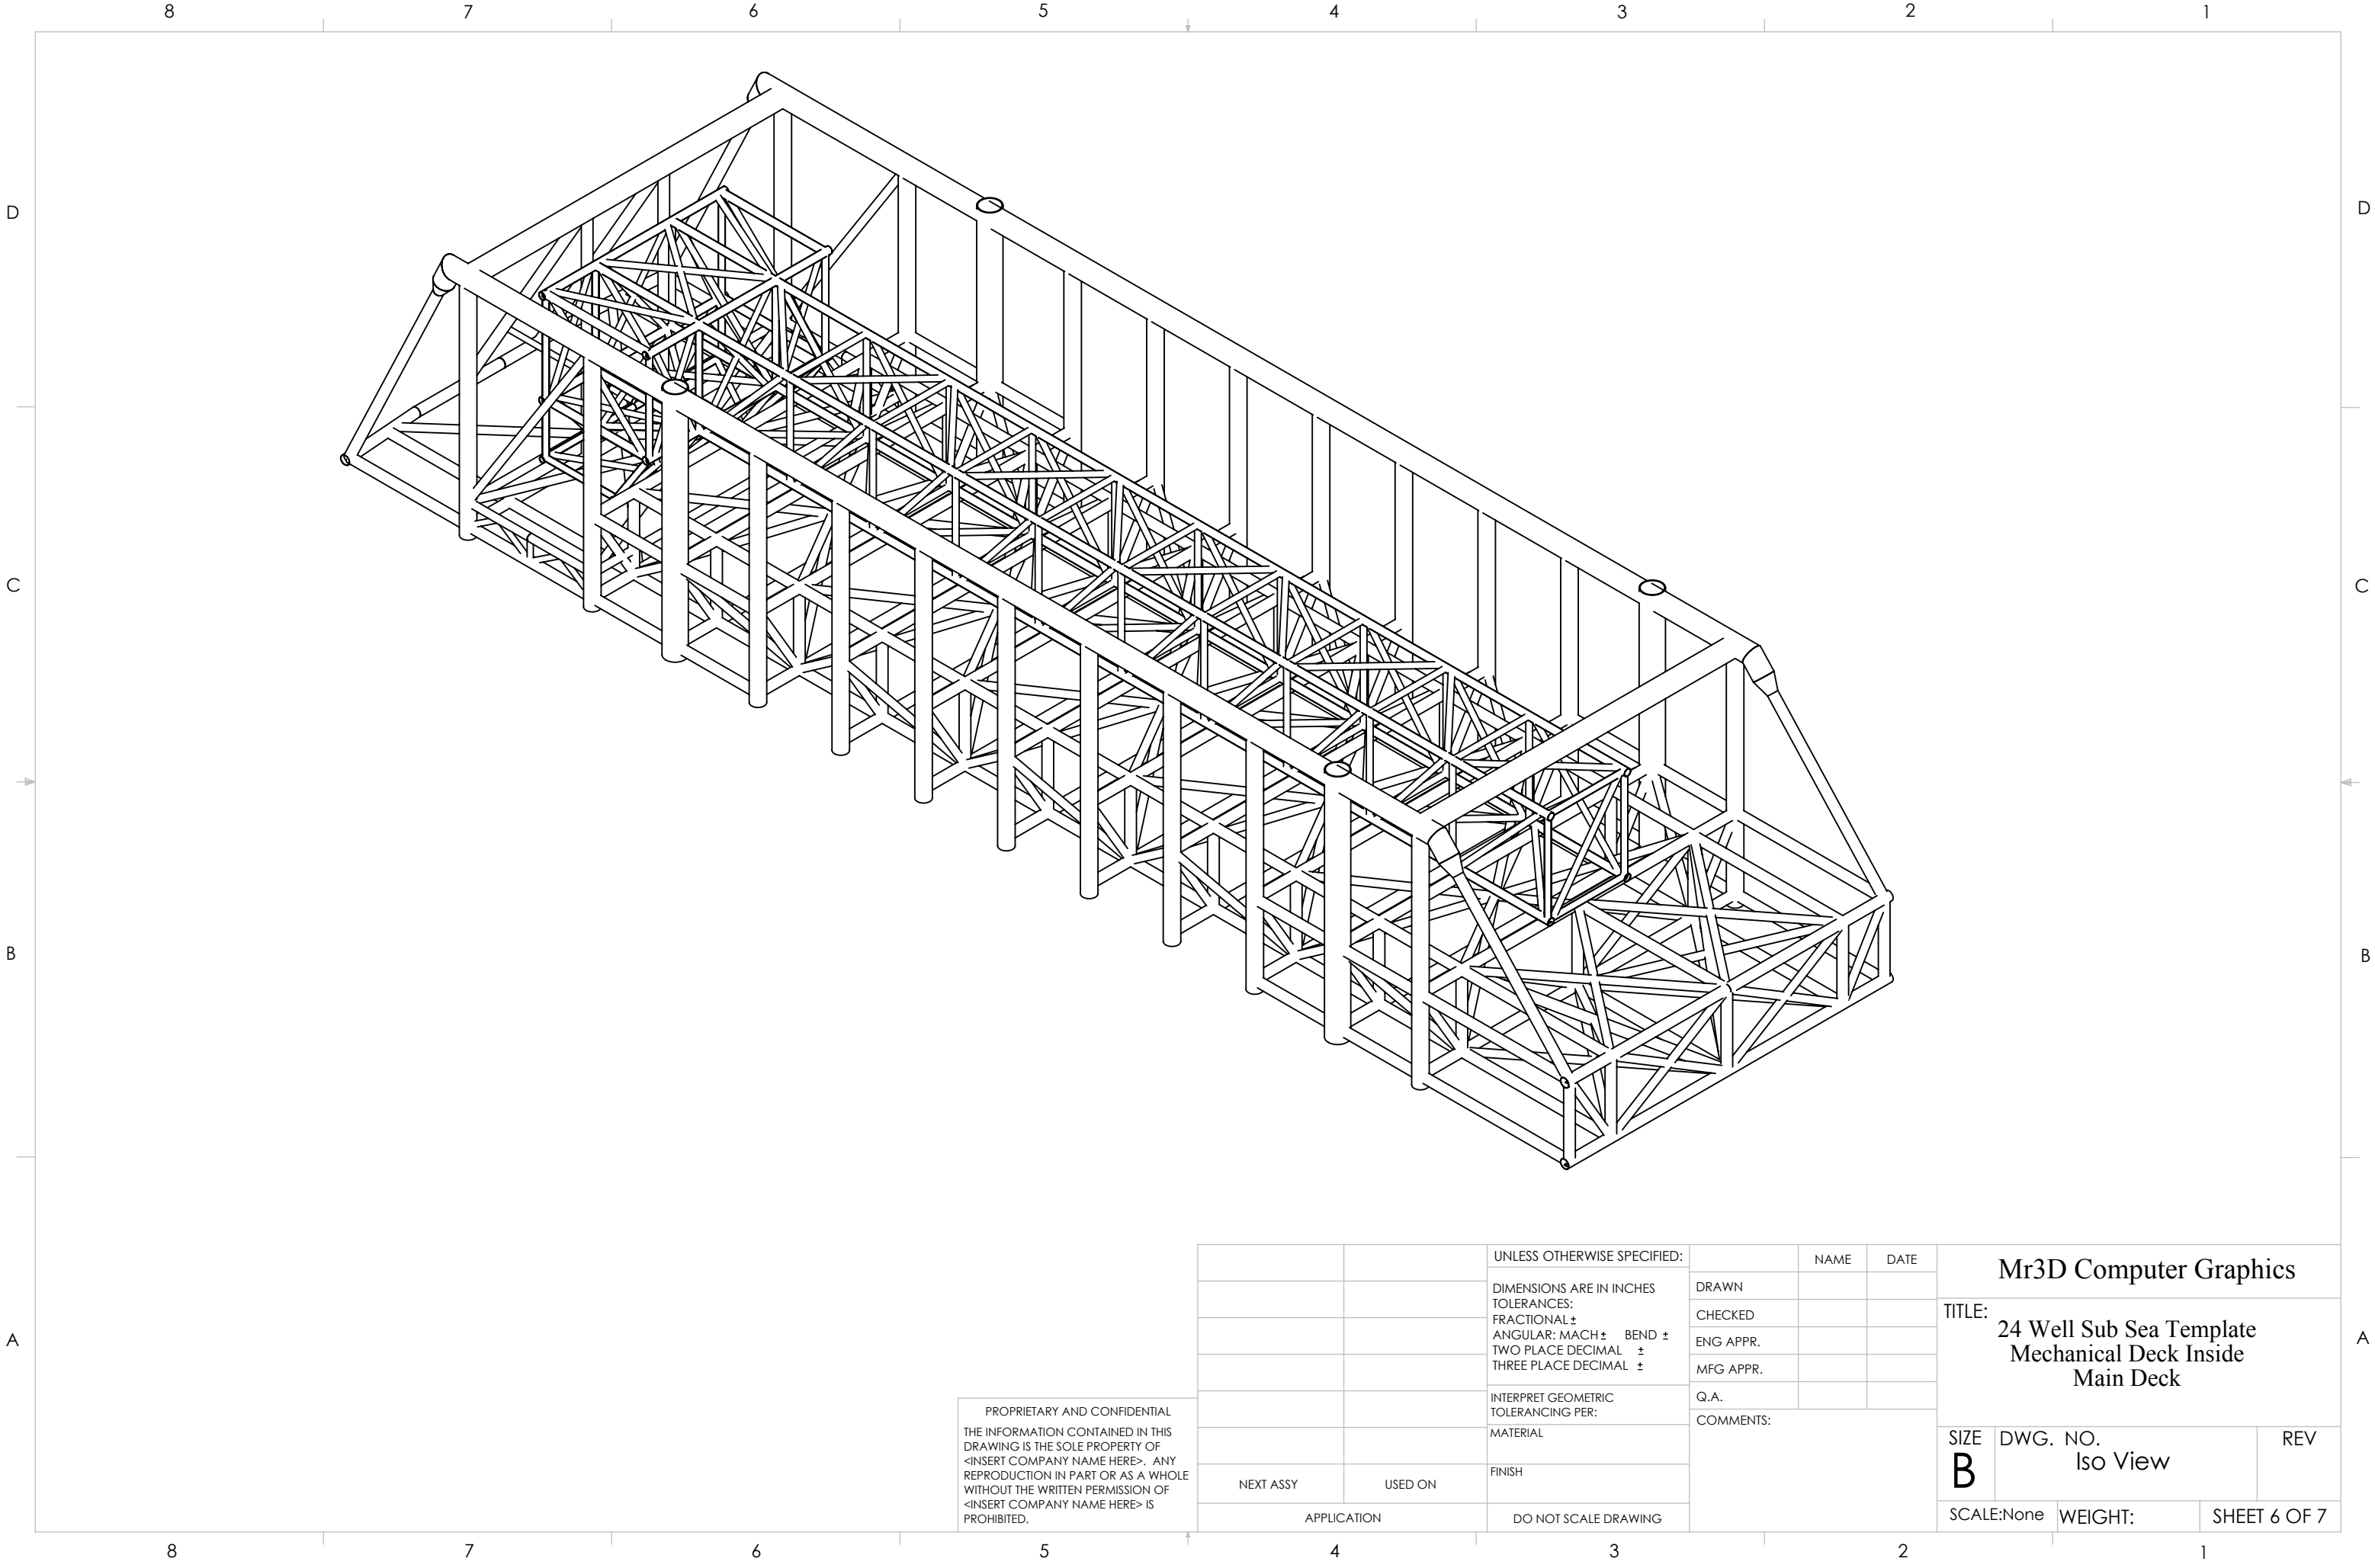 8 7 6 5 4 3 2 1
D D
C C
B B
A A
UNLESS OTHERWISE SPECIFIED:
DIMENSIONS ARE IN INCHES
TOLERANCES:
FRACTIONAL ±
ANGULAR: MACH ± BEND ±
TWO PLACE DECIMAL ±
THREE PLACE DECIMAL ±
INTERPRET GEOMETRIC
TOLERANCING PER:
MATERIAL
FINISH
DO NOT SCALE DRAWING
NAME DATE
DRAWN
CHECKED
ENG APPR.
MFG APPR.
Q.A.
COMMENTS:
Mr3D Computer Graphics
TITLE:
24 Well Sub Sea Template
Mechanical Deck Inside
Main Deck
SIZE DWG. NO. REV
B Iso View
SCALE:None WEIGHT: SHEET 6 OF 7
PROPRIETARY AND CONFIDENTIAL
THE INFORMATION CONTAINED IN THIS
DRAWING IS THE SOLE PROPERTY OF
<INSERT COMPANY NAME HERE>. ANY
REPRODUCTION IN PART OR AS A WHOLE
WITHOUT THE WRITTEN PERMISSION OF
<INSERT COMPANY NAME HERE> IS
PROHIBITED.
NEXT ASSY USED ON
APPLICATION
8 7 6 5 4 3 2 1